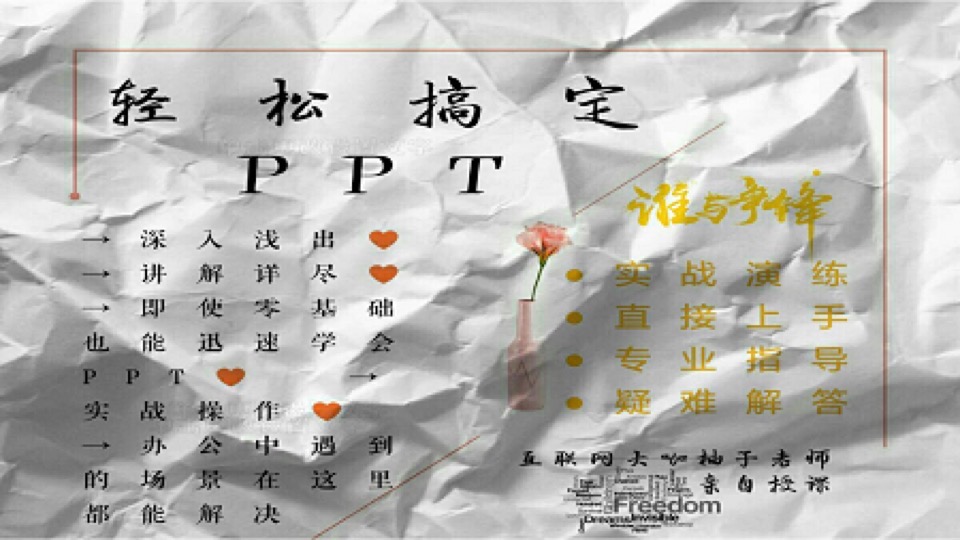 轻松搞定
PPT
→深入浅出
→讲解详尽
→即使零基础
也能迅速学会
PPT →
实战操作
→办公中遇到
的场景在这里
都能解决
谁与争锋
● 实战演练
● 直接上手
● 专业指导
● 疑难解答
互联网大咖柚子老师
亲自授课
Freedom
Dreams Invisible